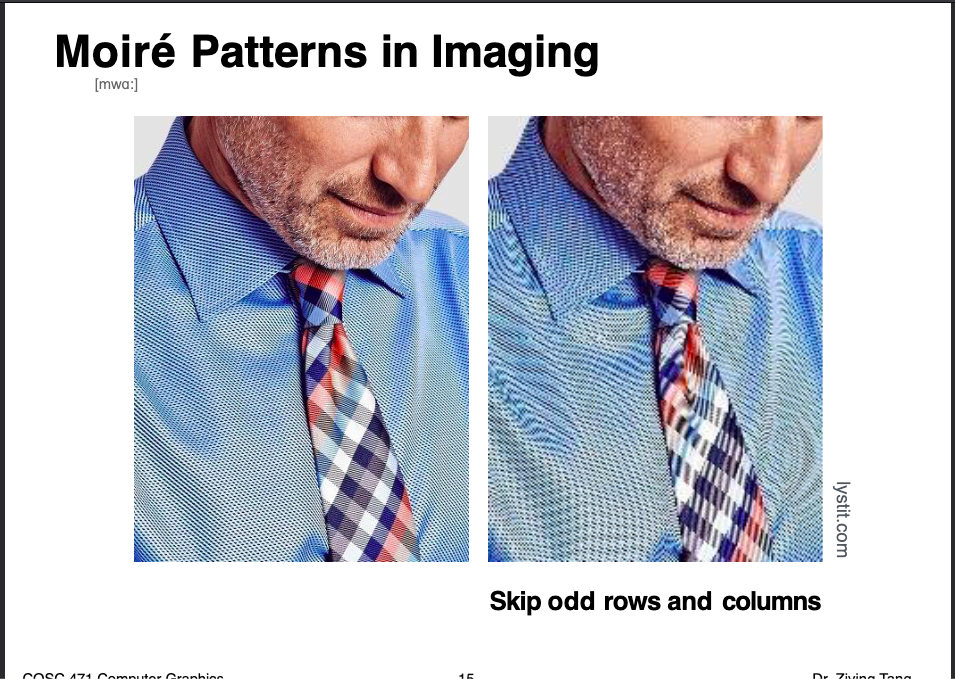 Moiré Patterns in Imaging
[mwɑː]
lystit.com
Skip odd rows and columns
COSC 471 Computer Graphics
15
Dr. Ziying Tang